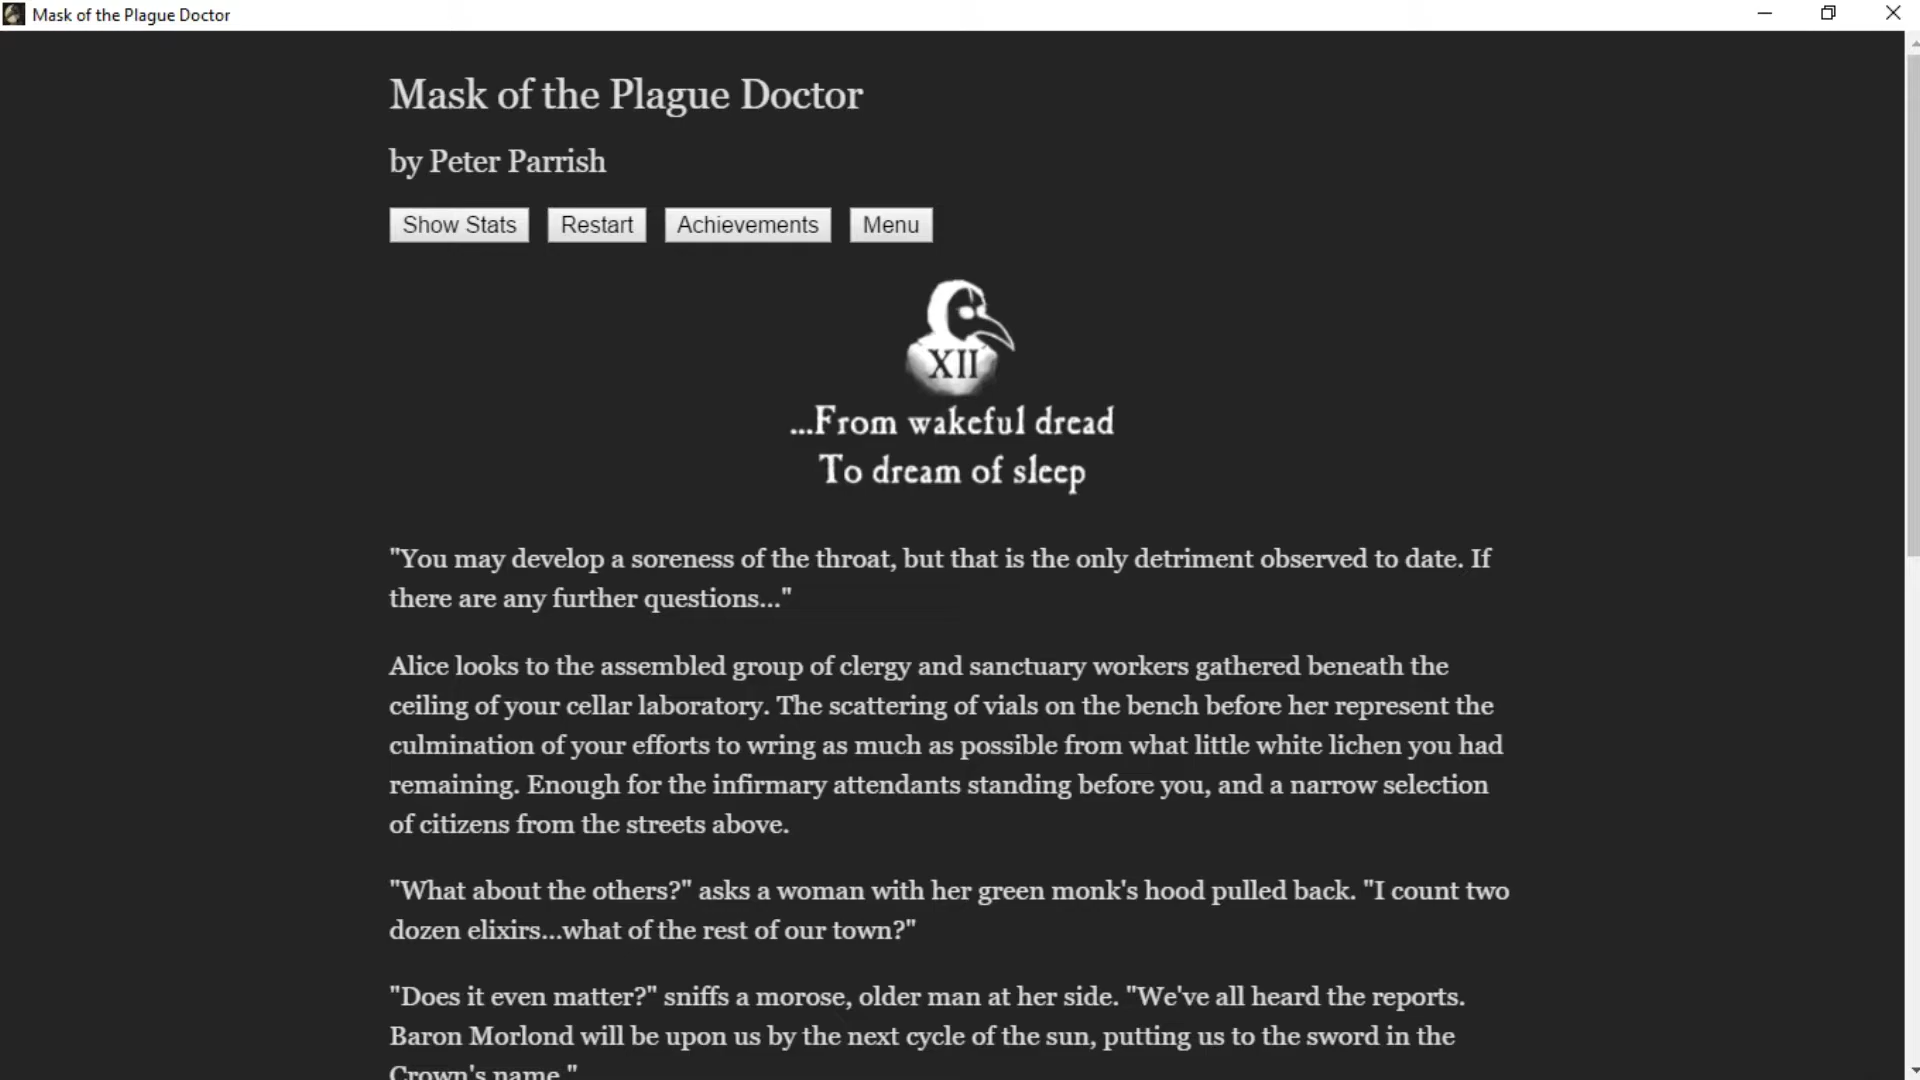 Mask of the Plague Doctor
Mask of the Plague Doctor
by Peter Parrish
Show Stats Restart Achievements Menu
XII
...From wakeful dread
To dream of sleep
"You may develop a soreness of the throat, but that is the only detriment observed to date. If
there are any further questions..."
Alice looks to the assembled group of clergy and sanctuary workers gathered beneath the
ceiling of your cellar laboratory. The scattering of vials on the bench before her represent the
culmination of your efforts to wring as much as possible from what little white lichen you had
remaining. Enough for the infirmary attendants standing before you, and a narrow selection
of citizens from the streets above.
"What about the others?" asks a woman with her green monk's hood pulled back. "I count two
dozen elixirs...what of the rest of our town?"
"Does it even matter?" sniffs a morose, older man at her side. "We've all heard the reports.
Baron Morlond will be upon us by the next cycle of the sun, putting us to the sword in the
Crown's name."